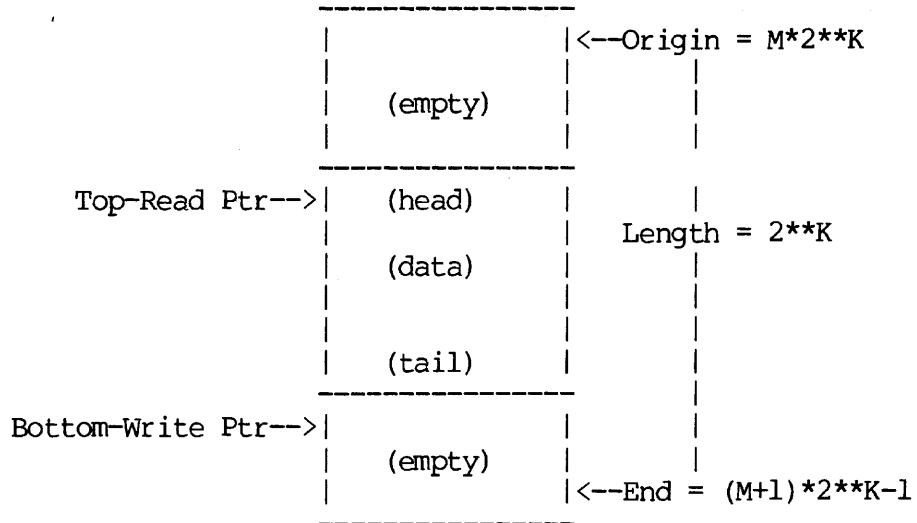 <--Origin = M*2**K
(empty)
Top-Read Ptr--> (head)
Length = 2**K
(data)
(tail)
Bottom-Write Ptr-->
(empty)
<--End = (M+1)*2**K-1